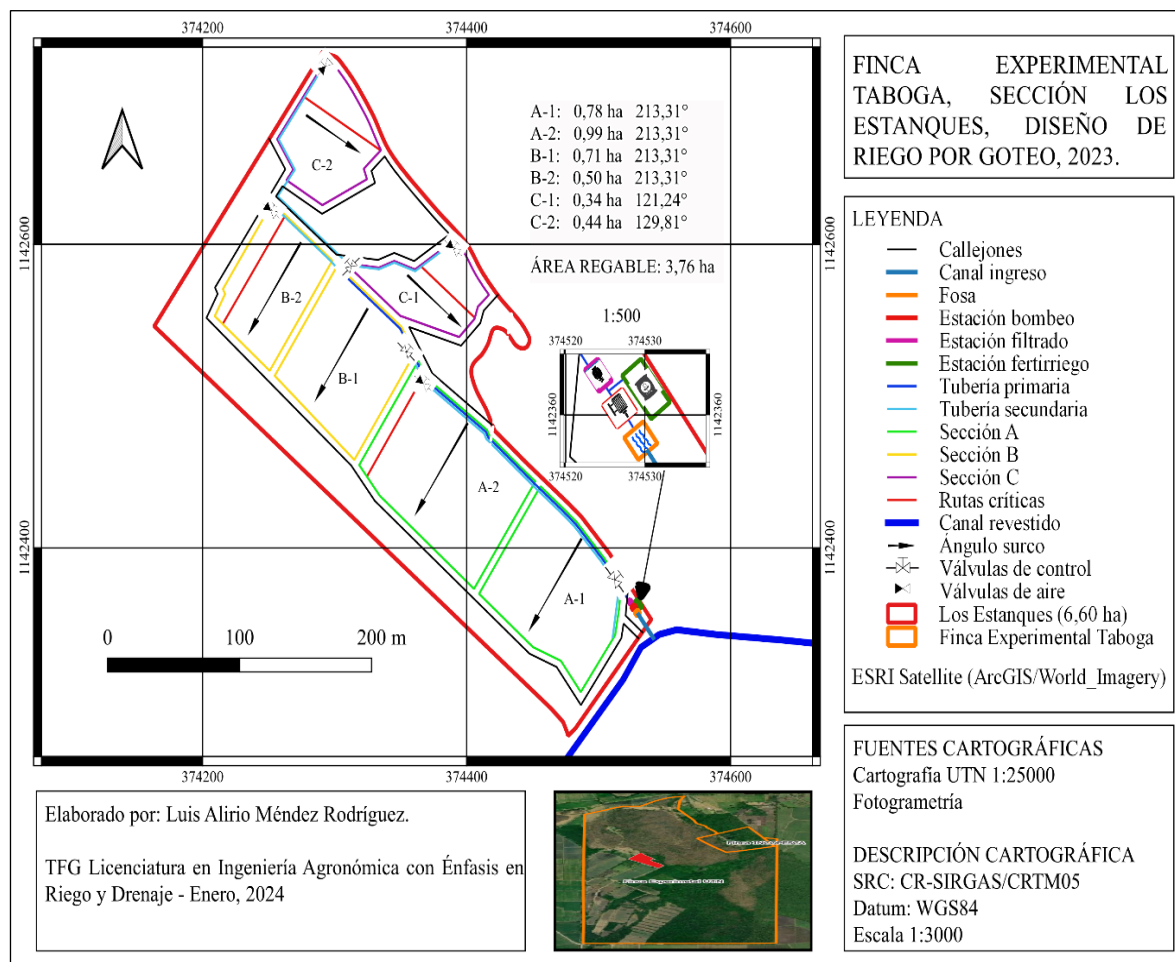 374200 374400 374600
1142600
1142400
374200 374400 374600
1142600
1142400
C-2
B-2
C-1
B-1
A-2
A-1
A-1: 0,78 ha 213,31°
A-2: 0,99 ha 213,31°
B-1: 0,71 ha 213,31°
B-2: 0,50 ha 213,31°
C-1: 0,34 ha 121,24°
C-2: 0,44 ha 129,81°
ÁREA REGABLE: 3,76 ha
1:500
374520 374530
1142360
1142360
374520 374530
0 100 200 m
FINCA EXPERIMENTAL
TABOGA, SECCIÓN LOS
ESTANQUES, DISEÑO DE
RIEGO POR GOTEO, 2023.
LEYENDA
Callejones
Canal ingreso
Fosa
Estación bombeo
Estación filtrado
Estación fertirriego
Tubería primaria
Tubería secundaria
Sección A
Sección B
Sección C
Rutas críticas
Canal revestido
Ángulo surco
Válvulas de control
Válvulas de aire
Los Estanques (6,60 ha)
Finca Experimental Taboga
ESRI Satellite (ArcGIS/World_Imagery)
FUENTES CARTOGRÁFICAS
Cartografía UTN 1:25000
Fotogrametría
DESCRIPCIÓN CARTOGRÁFICA
SRC: CR-SIRGAS/CRTM05
Datum: WGS84
Escala 1:3000
Elaborado por: Luis Alirio Méndez Rodríguez.
TFG Licenciatura en Ingeniería Agronómica con Énfasis en
Riego y Drenaje - Enero, 2024
Finca Experimental UTN